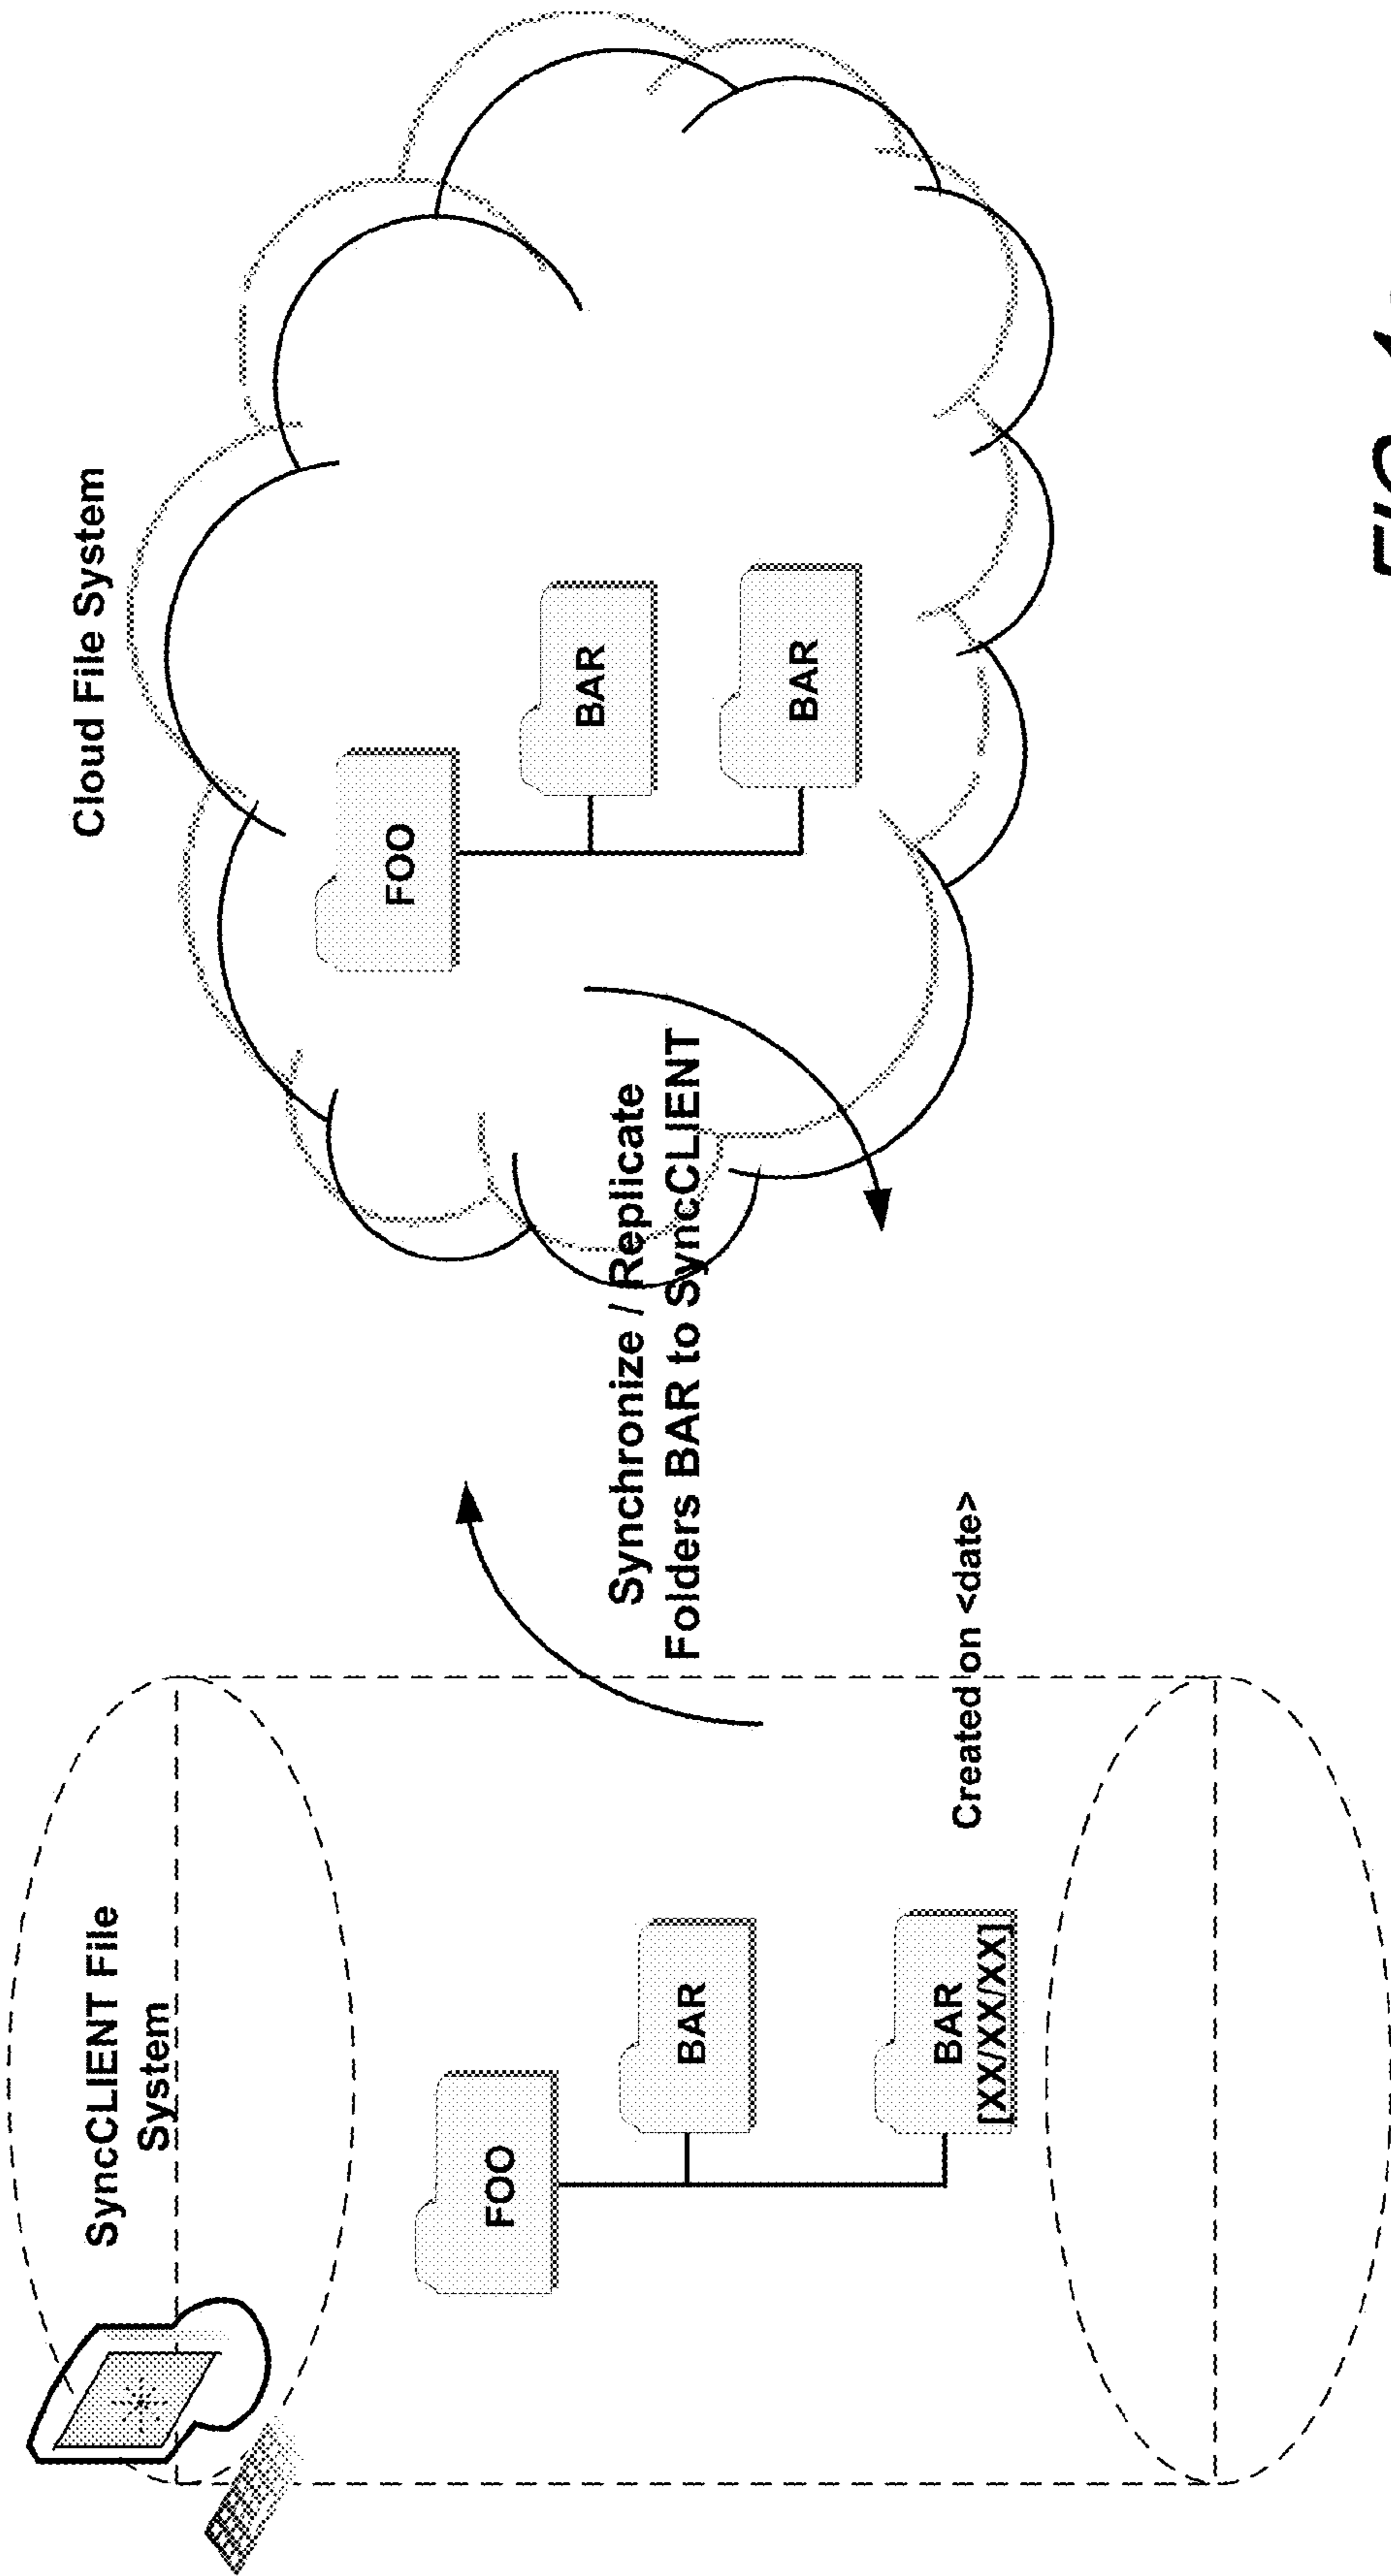 SyncCLIENT File
System
FOO
BAR
BAR
[XX/XX/XX]
Created on <date>
Synchronize / Replicate
Folders BAR to SyncCLIENT
Cloud File System
FOO
BAR
BAR